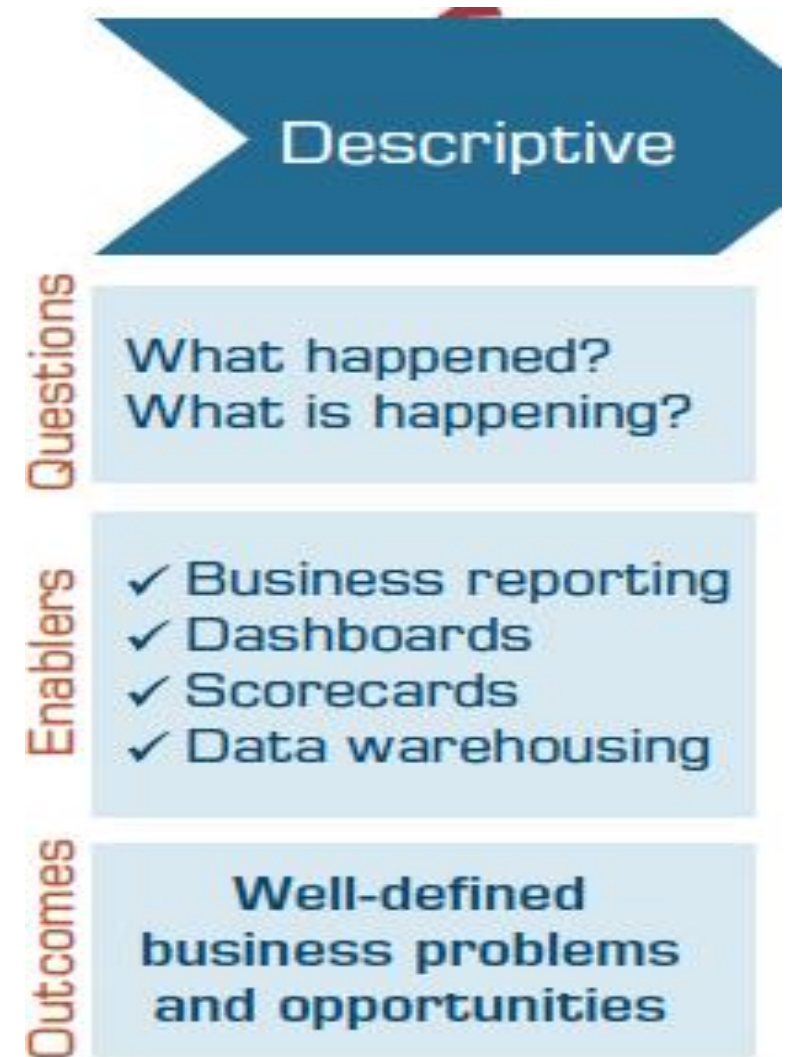 Descriptive
Questions
What happened?
What is happening?
Enablers
✓ Business reporting
✓ Dashboards
✓ Scorecards
✓ Data warehousing
Outcomes
Well-defined
business problems
and opportunities